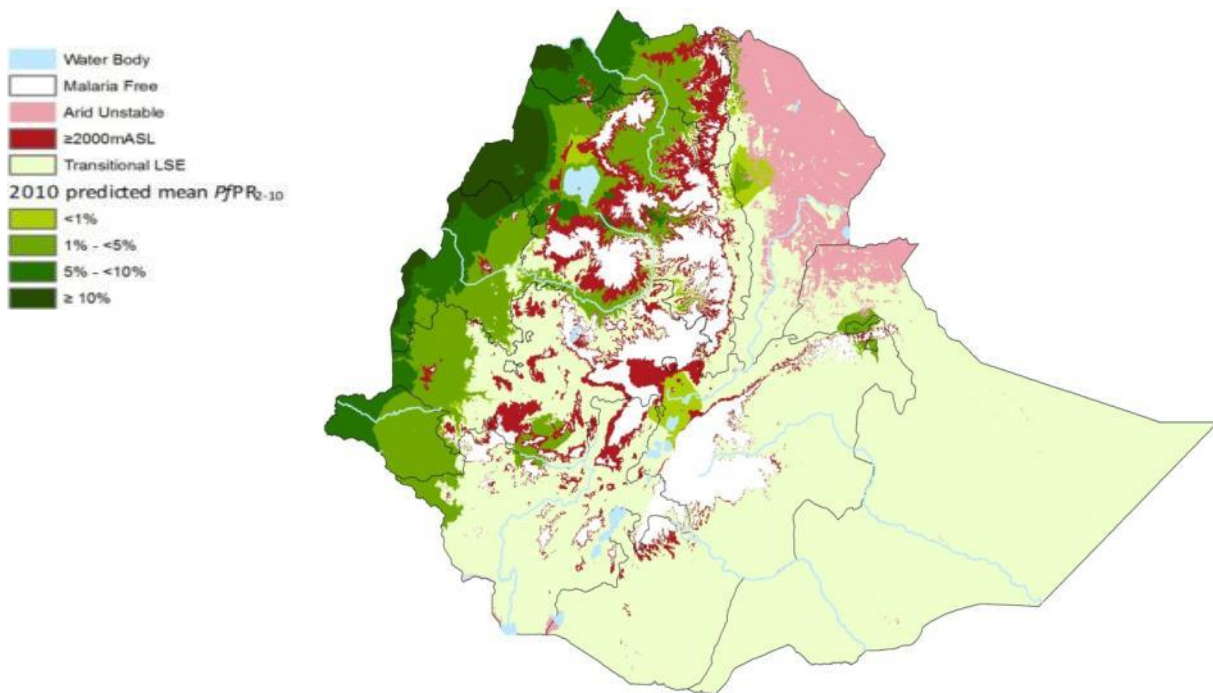 Water Body
Malaria Free
Arid Unstable
≥2000mASL
Transitional LSE
2010 predicted mean PfPR2-10
<1%
1% - <5%
5% - <10%
≥ 10%